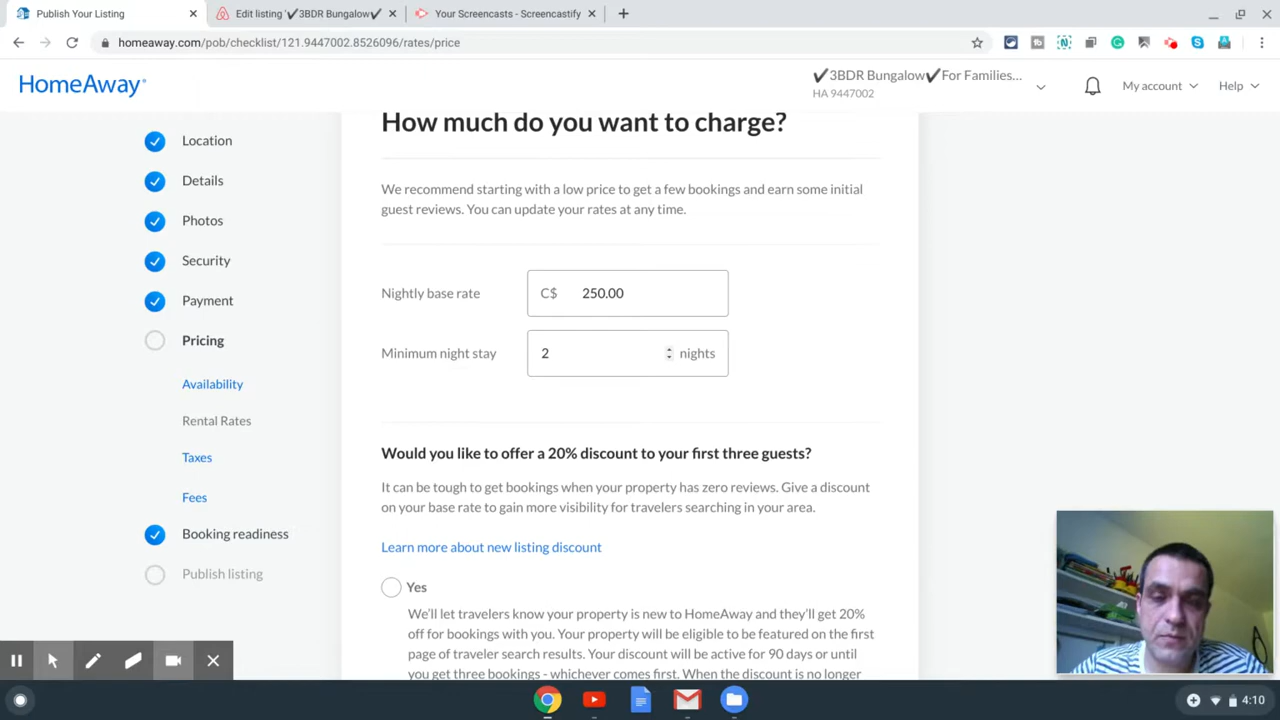 Publish Your Listing
Edit listing '✔3BDR Bungalow✔
Your Screencasts - Screencastify
homeaway.com/pob/checklist/121.9447002.8526096/rates/price
HomeAway
✔3BDR Bungalow✔For Families...
HA 9447002
My account
Help
Location
Details
Photos
Security
Payment
Pricing
Availability
Rental Rates
Taxes
Fees
Booking readiness
Publish listing
How much do you want to charge?
We recommend starting with a low price to get a few bookings and earn some initial
guest reviews. You can update your rates at any time.
Nightly base rate C$ 250.00
Minimum night stay 2 nights
Would you like to offer a 20% discount to your first three guests?
It can be tough to get bookings when your property has zero reviews. Give a discount
on your base rate to gain more visibility for travelers searching in your area.
Learn more about new listing discount
Yes
We'll let travelers know your property is new to HomeAway and they'll get 20%
off for bookings with you. Your property will be eligible to be featured on the first
page of traveler search results. Your discount will be active for 90 days or until
you get three bookings - whichever comes first. When the discount is no longer
4:10